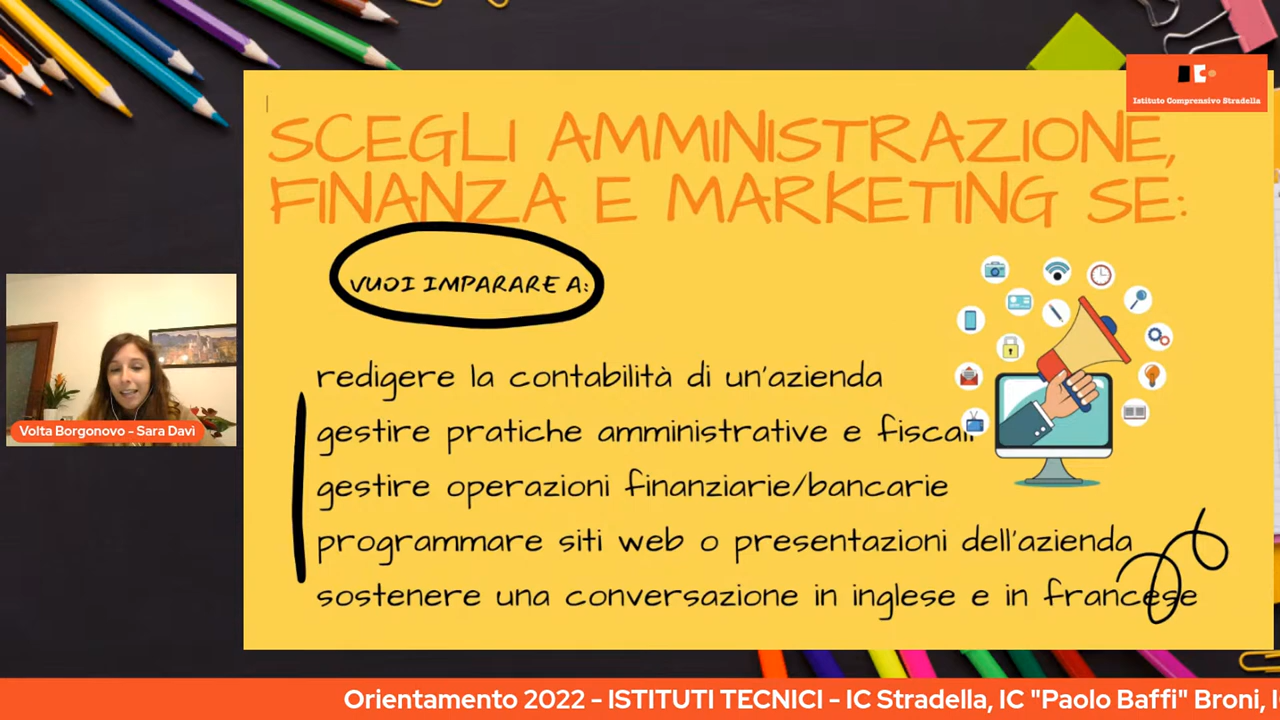 Istituto Comprensivo Stradella
SCEGLI AMMINISTRAZIONE,
FINANZA E MARKETING SE:
VUOI IMPARARE A:
redigere la contabilità di un'azienda
gestire pratiche amministrative e fiscali
gestire operazioni finanziarie/bancarie
programmare siti web o presentazioni dell'azienda
sostenere una conversazione in inglese e in francese
Volta Borgonovo - Sara Davì
Orientamento 2022 - ISTITUTI TECNICI - IC Stradella, IC "Paolo Baffi" Broni,